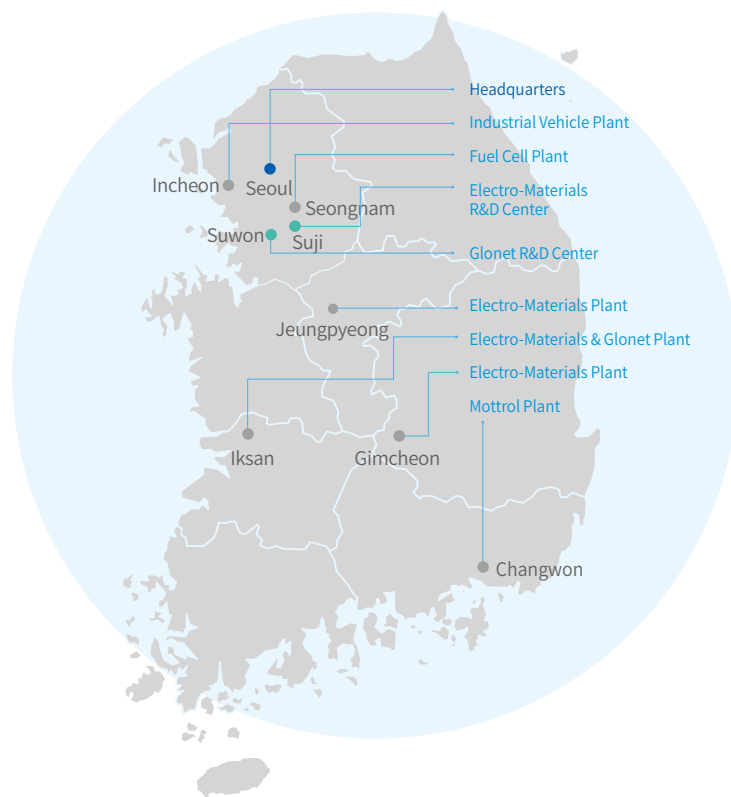 Headquarters
Industrial Vehicle Plant
Fuel Cell Plant
Incheon
Seoul
Electro-Materials
R&D Center
Seongnam
Suwon
Suji
Glonet R&D Center
Electro-Materials Plant
Jeungpyeong
Electro-Materials & Glonet Plant
Electro-Materials Plant
Mottrol Plant
Iksan
Gimcheon
Changwon